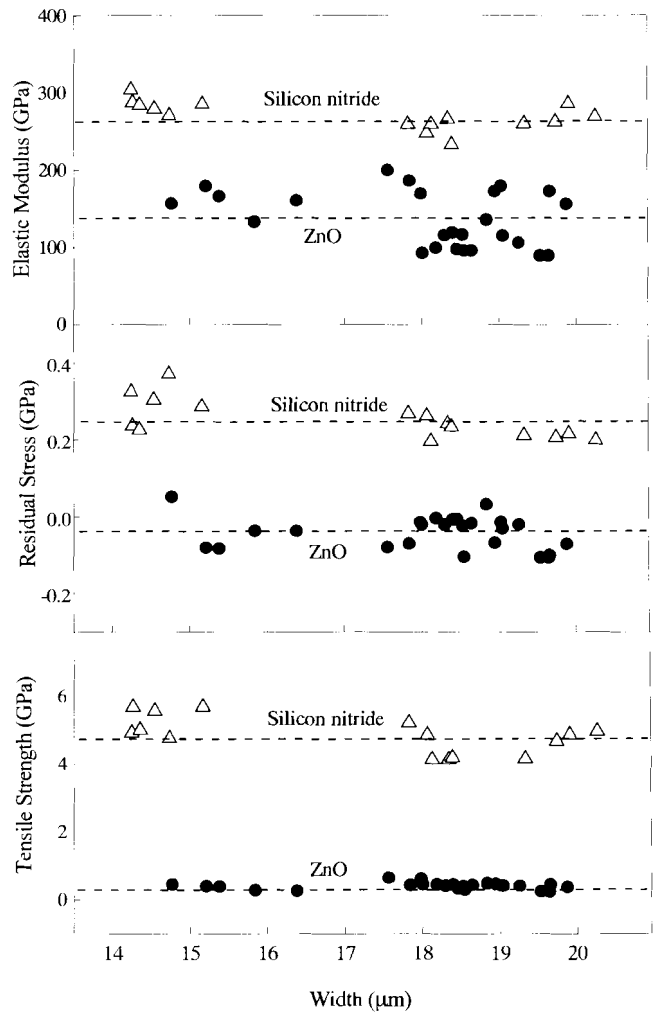 400
300
200
100
0
Elastic Modulus (GPa)
Silicon nitride
ZnO
0.4
0.2
0.0
-0.2
Residual Stress (GPa)
Silicon nitride
ZnO
6
4
2
0
Tensile Strength (GPa)
Silicon nitride
ZnO
14 15 16 17 18 19 20
Width (μm)